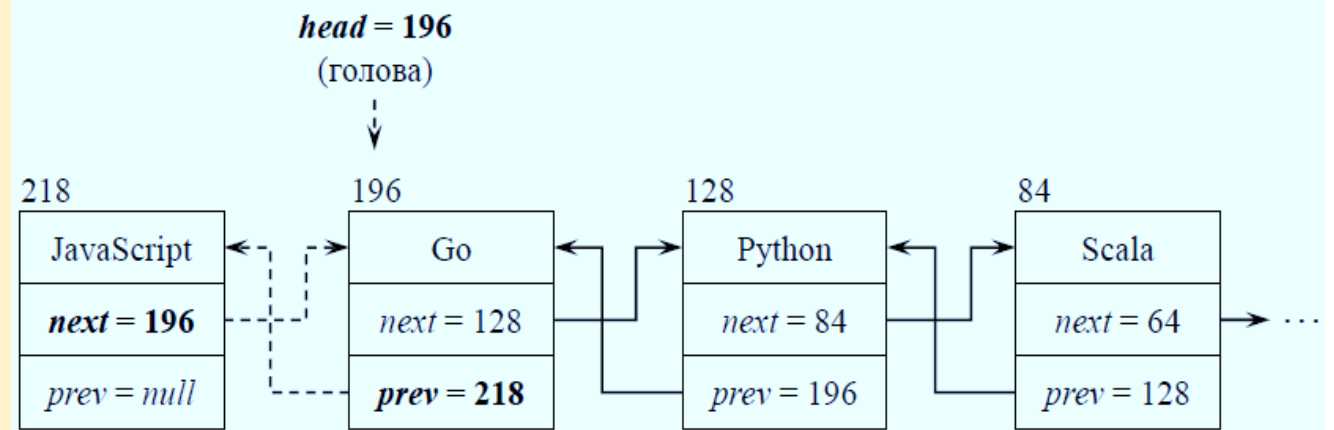 head = 196
(голова)
218 196 128 84
JavaScript Go Python Scala
next = 196 next = 128 next = 84 next = 64 ...
prev = null prev = 218 prev = 196 prev = 128